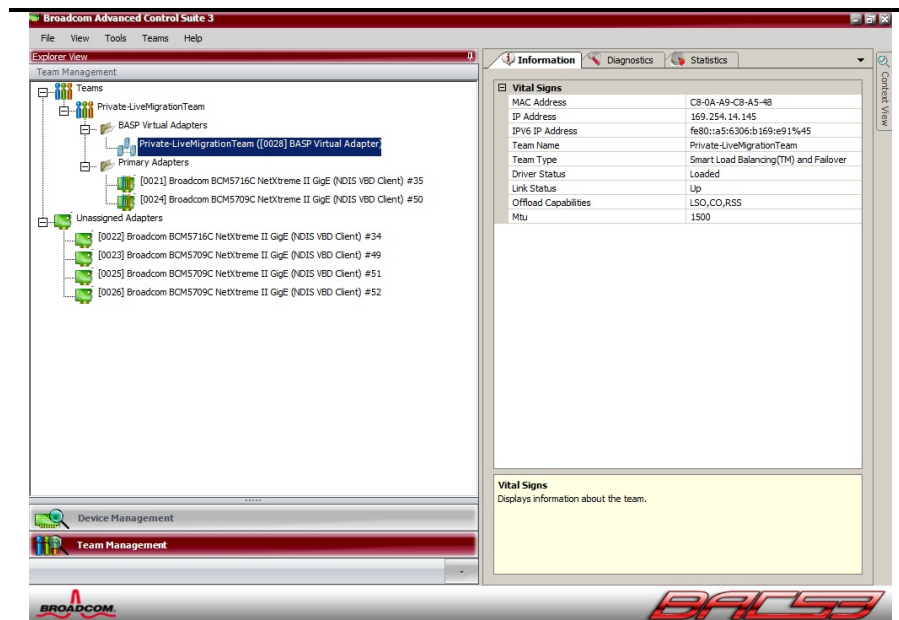 Broadcom Advanced Control Suite 3
File View Tools Teams Help
Explorer View
Team Management
Teams
Private-LiveMigrationTeam
BASP Virtual Adapters
Private-LiveMigrationTeam ([0028] BASP Virtual Adapter)
Primary Adapters
[0021] Broadcom BCM5716C NetXtreme II GigE (NDIS VBD Client) #35
[0024] Broadcom BCM5709C NetXtreme II GigE (NDIS VBD Client) #50
Unassigned Adapters
[0022] Broadcom BCM5716C NetXtreme II GigE (NDIS VBD Client) #34
[0023] Broadcom BCM5709C NetXtreme II GigE (NDIS VBD Client) #49
[0025] Broadcom BCM5709C NetXtreme II GigE (NDIS VBD Client) #51
[0026] Broadcom BCM5709C NetXtreme II GigE (NDIS VBD Client) #52
Device Management
Team Management
Information Diagnostics Statistics
Vital Signs
MAC Address C8-0A-A9-C8-A5-48
IP Address 169.254.14.145
IPV6 IP Address fe80::a5:6306:b169:e91%45
Team Name Private-LiveMigrationTeam
Team Type Smart Load Balancing(TM) and Failover
Driver Status Loaded
Link Status Up
Offload Capabilities LSO,CO,RSS
Mtu 1500
Vital Signs
Displays information about the team.
Context View
BROADCOM.
BACS3